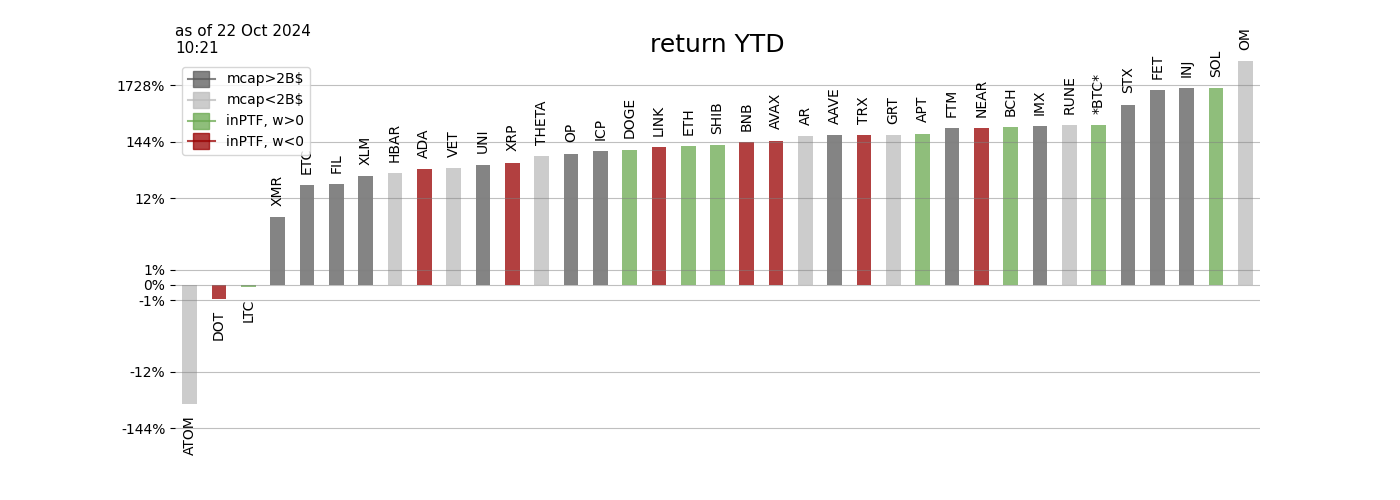 as of 22 Oct 2024
10:21
return YTD
mcap>2B$
mcap<2B$
inPTF, w>0
inPTF, w<0
1728%
144%
12%
1%
0%
-1%
-12%
-144%
ATOM
DOT
LTC
XMR
ETC
FIL
XLM
HBAR
ADA
VET
UNI
XRP
THETA
OP
ICP
DOGE
LINK
ETH
SHIB
BNB
AVAX
AR
AAVE
TRX
GRT
APT
FTM
NEAR
BCH
IMX
RUNE
*BTC*
STX
FET
INJ
SOL
OM